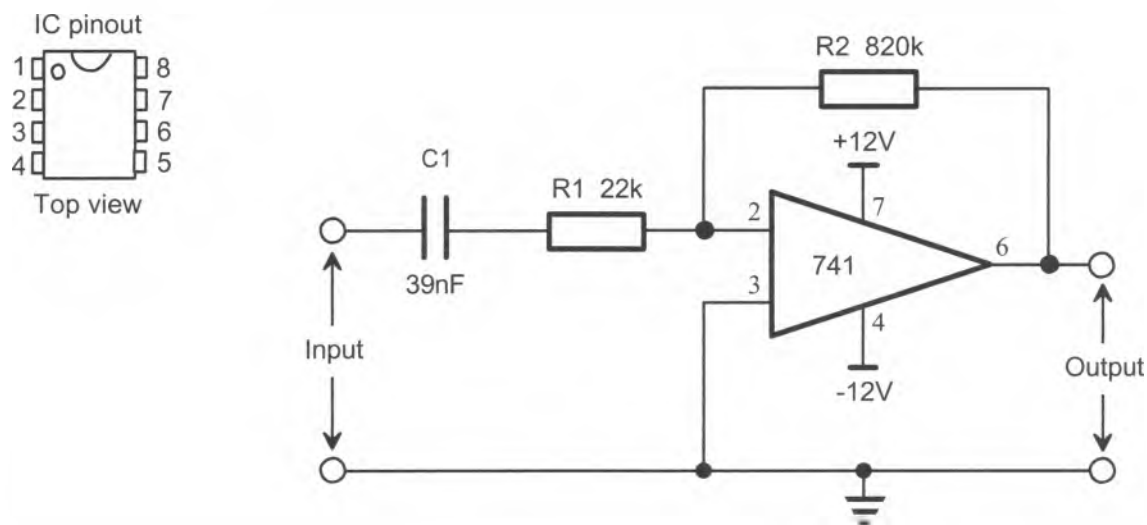 IC pinout
1 8
2 7
3 6
4 5
Top view
R2 820k
+12V
C1
R1 22k
39nF
2
7
741
6
3
4
-12V
Input
Output